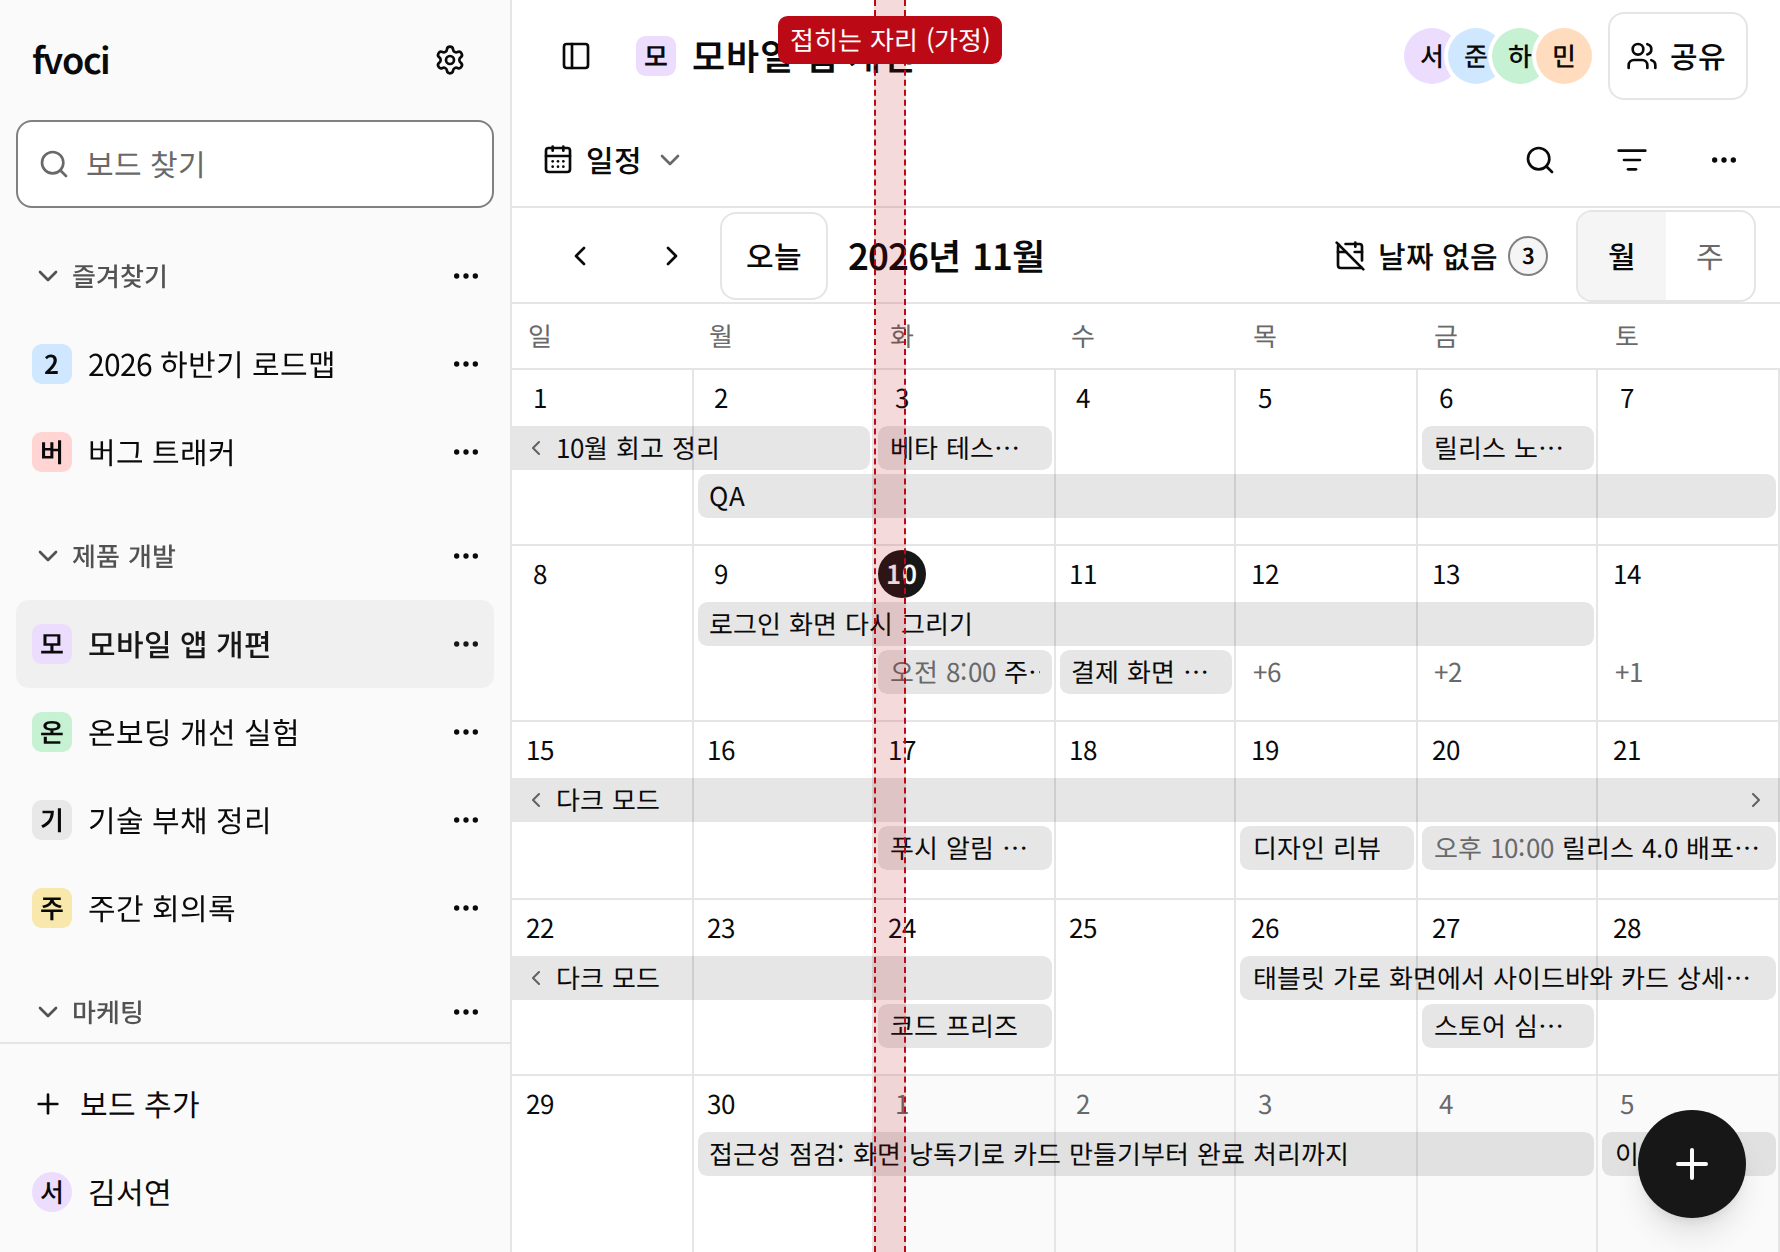 fvoci
보드 찾기
즐겨찾기
2 2026 하반기 로드맵
버 버그 트래커
제품 개발
모 모바일 앱 개편
온 온보딩 개선 실험
기 기술 부채 정리
주 주간 회의록
마케팅
보드 추가
서 김서연
접히는 자리 (가정)
모 모바일
서 준 하 민 공유
일정
오늘 2026년 11월 날짜 없음 3 월 주
일 월 화 수 목 금 토
1 2 3 4 5 6 7
10월 회고 정리 베타 테스… 릴리스 노…
QA
8 9 10 11 12 13 14
로그인 화면 다시 그리기
오전 8:00 주… 결제 화면 … +6 +2 +1
15 16 17 18 19 20 21
다크 모드
푸시 알림 … 디자인 리뷰 오후 10:00 릴리스 4.0 배포…
22 23 24 25 26 27 28
다크 모드 태블릿 가로 화면에서 사이드바와 카드 상세…
코드 프리즈 스토어 심…
29 30 1 2 3 4 5
접근성 점검: 화면 낭독기로 카드 만들기부터 완료 처리까지 이